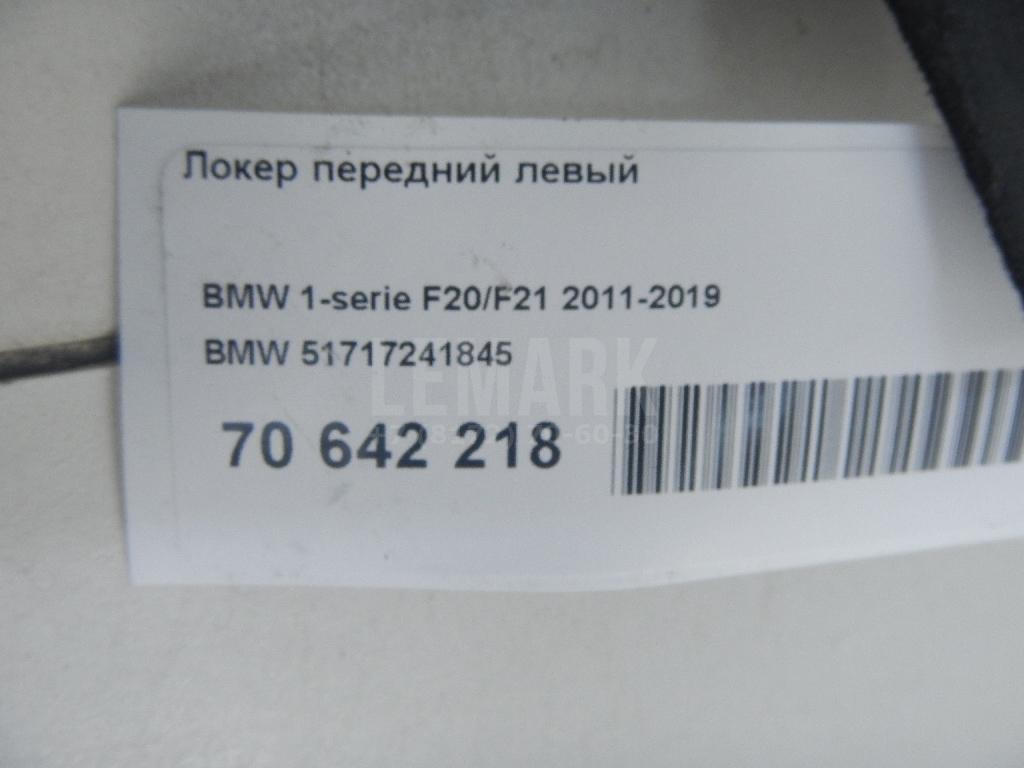 Локер передний левый
BMW 1-serie F20/F21 2011-2019
BMW 51717241845
LEMARK
70 642 218